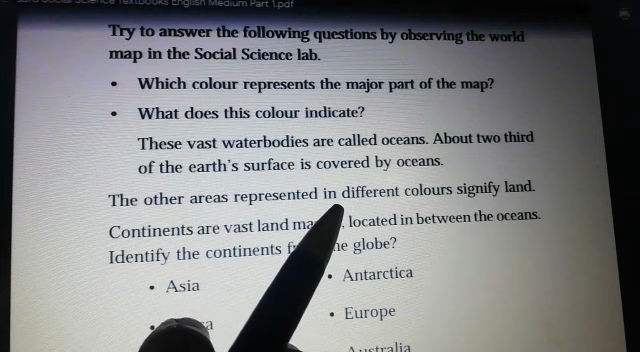 Social Science Textbooks English Medium Part 1.pdf
Try to answer the following questions by observing the world
map in the Social Science lab.
• Which colour represents the major part of the map?
• What does this colour indicate?
These vast waterbodies are called oceans. About two third
of the earth's surface is covered by oceans.
The other areas represented in different colours signify land.
Continents are vast land ma , located in between the oceans.
Identify the continents f he globe?
• Asia
• Antarctica
• Europe
Australia